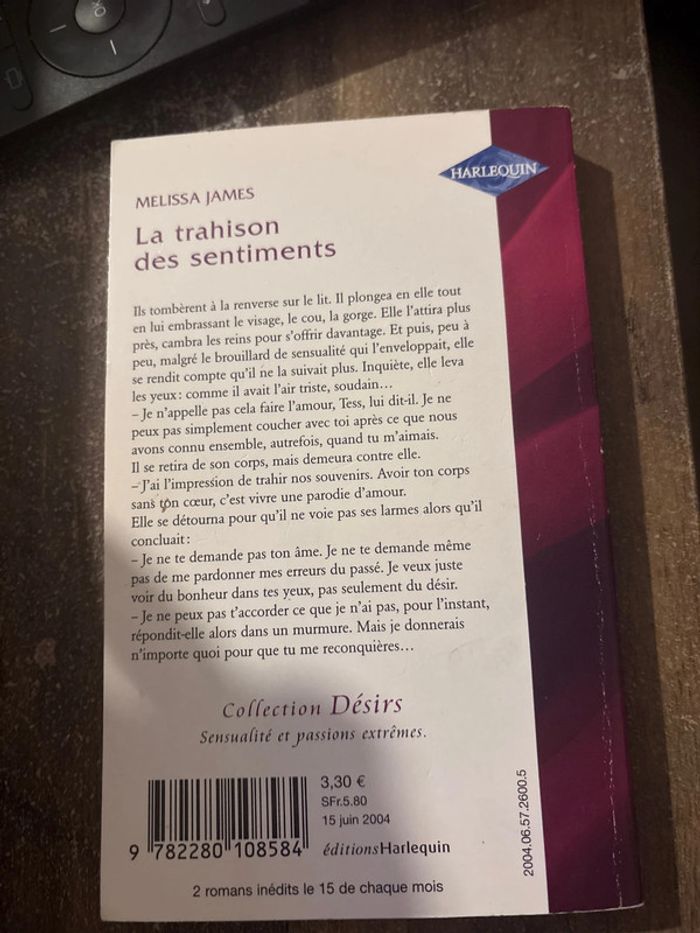 OK
HARLEQUIN
MELISSA JAMES
La trahison
des sentiments
Ils tombèrent à la renverse sur le lit. Il plongea en elle tout
en lui embrassant le visage, le cou, la gorge. Elle l'attira plus
près, cambra les reins pour s'offrir davantage. Et puis, peu à
peu, malgré le brouillard de sensualité qui l'enveloppait, elle
se rendit compte qu'il ne la suivait plus. Inquiète, elle leva
les yeux : comme il avait l'air triste, soudain...
– Je n'appelle pas cela faire l'amour, Tess, lui dit-il. Je ne
peux pas simplement coucher avec toi après ce que nous
avons connu ensemble, autrefois, quand tu m'aimais.
Il se retira de son corps, mais demeura contre elle.
– J'ai l'impression de trahir nos souvenirs. Avoir ton corps
sans ton cœur, c'est vivre une parodie d'amour.
Elle se détourna pour qu'il ne voie pas ses larmes alors qu'il
concluait :
– Je ne te demande pas ton âme. Je ne te demande même
pas de me pardonner mes erreurs du passé. Je veux juste
voir du bonheur dans tes yeux, pas seulement du désir.
– Je ne peux pas t'accorder ce que je n'ai pas, pour l'instant,
répondit-elle alors dans un murmure. Mais je donnerais
n'importe quoi pour que tu me reconquières...
Collection Désirs
Sensualité et passions extrêmes.
3,30 €
SFr.5.80
15 juin 2004
9 782280 108584
éditionsHarlequin
2004.06.57.2600.5
2 romans inédits le 15 de chaque mois